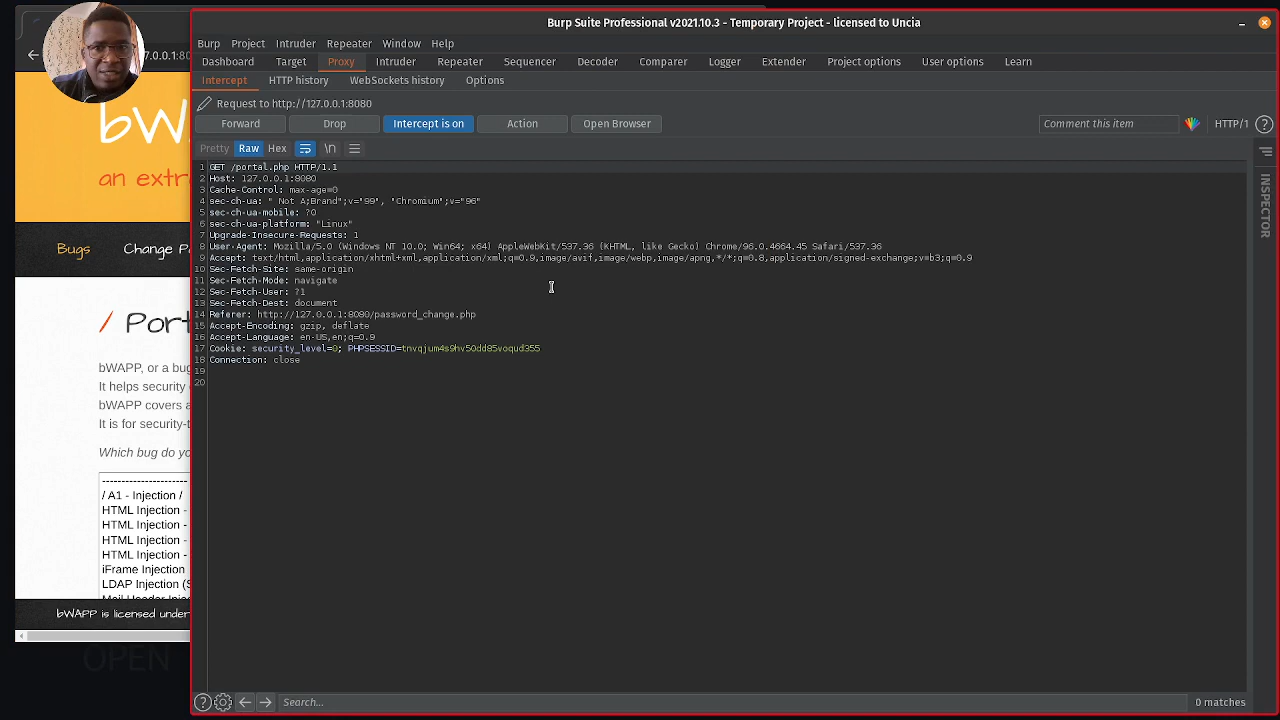 Burp Suite Professional v2021.10.3 - Temporary Project - licensed to Uncia
Burp Project Intruder Repeater Window Help
Dashboard Target Proxy Intruder Repeater Sequencer Decoder Comparer Logger Extender Project options User options Learn
Intercept HTTP history WebSockets history Options
Request to http://127.0.0.1:8080
Forward Drop Intercept is on Action Open Browser Comment this item HTTP/1 ?
Pretty Raw Hex \n
INSPECTOR
1 GET /portal.php HTTP/1.1
2 Host: 127.0.0.1:8080
3 Cache-Control: max-age=0
4 sec-ch-ua: " Not A;Brand";v="99", "Chromium";v="96"
5 sec-ch-ua-mobile: ?0
6 sec-ch-ua-platform: "Linux"
7 Upgrade-Insecure-Requests: 1
8 User-Agent: Mozilla/5.0 (Windows NT 10.0; Win64; x64) AppleWebKit/537.36 (KHTML, like Gecko) Chrome/96.0.4664.45 Safari/537.36
9 Accept: text/html,application/xhtml+xml,application/xml;q=0.9,image/avif,image/webp,image/apng,*/*;q=0.8,application/signed-exchange;v=b3;q=0.9
10 Sec-Fetch-Site: same-origin
11 Sec-Fetch-Mode: navigate
12 Sec-Fetch-User: ?1
13 Sec-Fetch-Dest: document
14 Referer: http://127.0.0.1:8080/password_change.php
15 Accept-Encoding: gzip, deflate
16 Accept-Language: en-US,en;q=0.9
17 Cookie: security_level=0; PHPSESSID=tnvqjum4s9hv50dd85voqud355
18 Connection: close
19
20
? Search... 0 matches
7.0.0.1:80
bW
an extr
Bugs Change P
/ Port
bWAPP, or a bug
It helps security
bWAPP covers a
It is for security-t
Which bug do yo
----------------------
/ A1 - Injection /
HTML Injection -
HTML Injection -
HTML Injection -
HTML Injection -
iFrame Injection
LDAP Injection (S
bWAPP is licensed under
OPEN